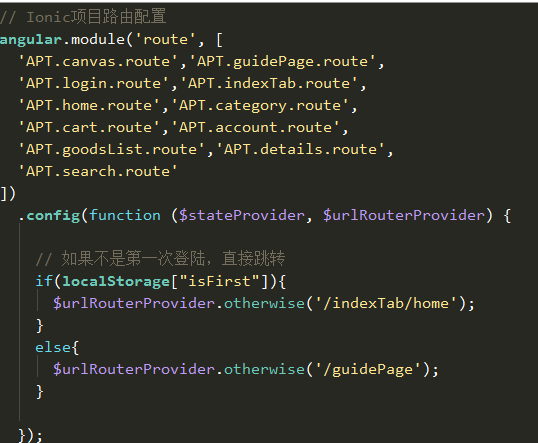 // Ionic项目路由配置
angular.module('route', [
'APT.canvas.route','APT.guidePage.route',
'APT.login.route','APT.indexTab.route',
'APT.home.route','APT.category.route',
'APT.cart.route','APT.account.route',
'APT.goodsList.route','APT.details.route',
'APT.search.route'
])
.config(function ($stateProvider, $urlRouterProvider) {
// 如果不是第一次登陆，直接跳转
if(localStorage["isFirst"]){
$urlRouterProvider.otherwise('/indexTab/home');
}
else{
$urlRouterProvider.otherwise('/guidePage');
}
});